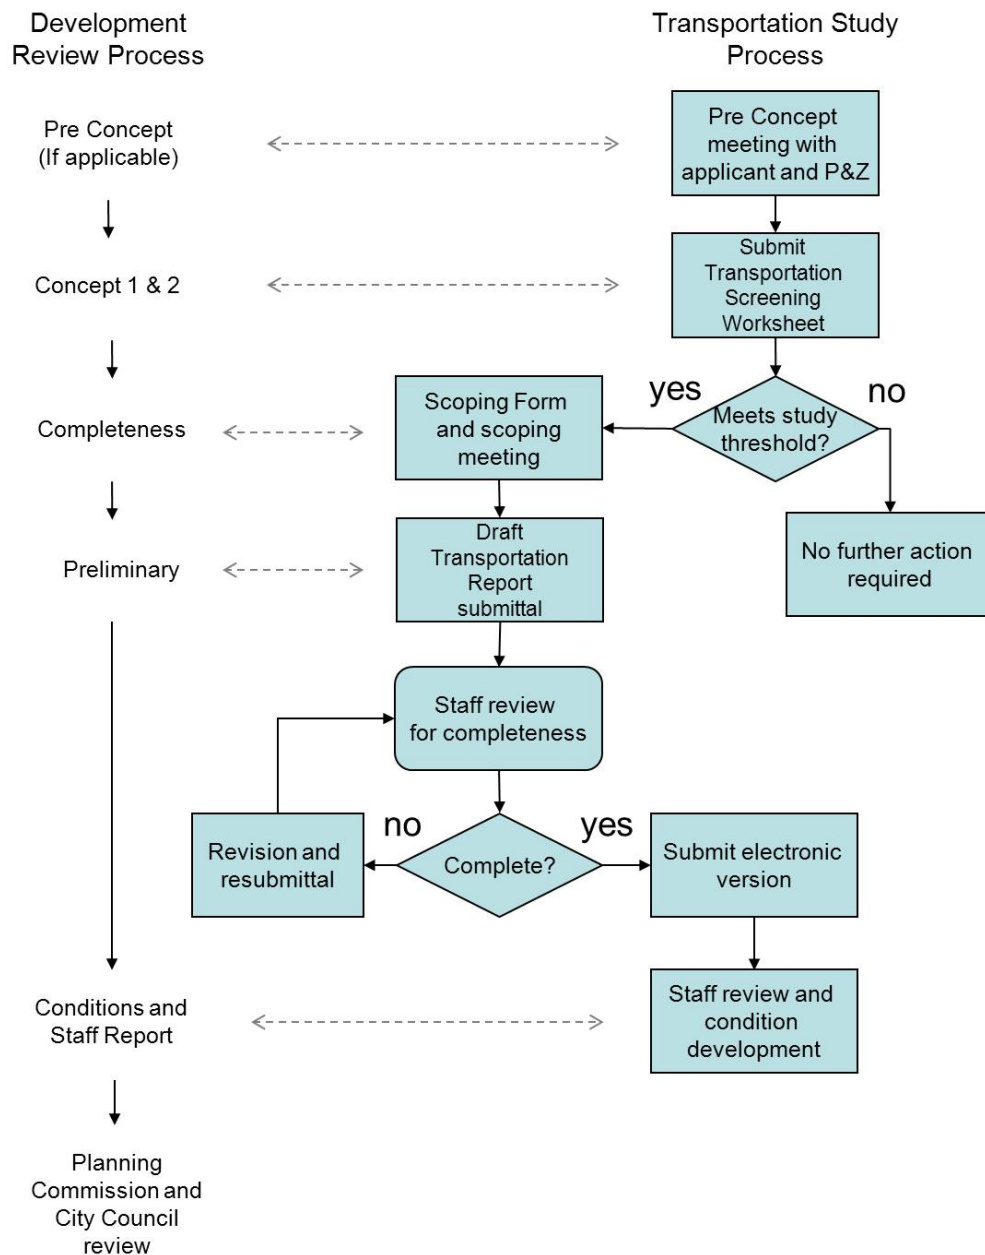 Development
Review Process
Transportation Study
Process
Pre Concept
(If applicable)
Pre Concept
meeting with
applicant and P&Z
Concept 1 & 2
Submit
Transportation
Screening
Worksheet
Completeness
Scoping Form
and scoping
meeting
yes
Meets study
threshold?
no
Preliminary
Draft
Transportation
Report
submittal
No further action
required
Staff review
for completeness
Revision and
resubmittal
no
Complete?
yes
Submit electronic
version
Conditions and
Staff Report
Staff review and
condition
development
Planning
Commission and
City Council
review